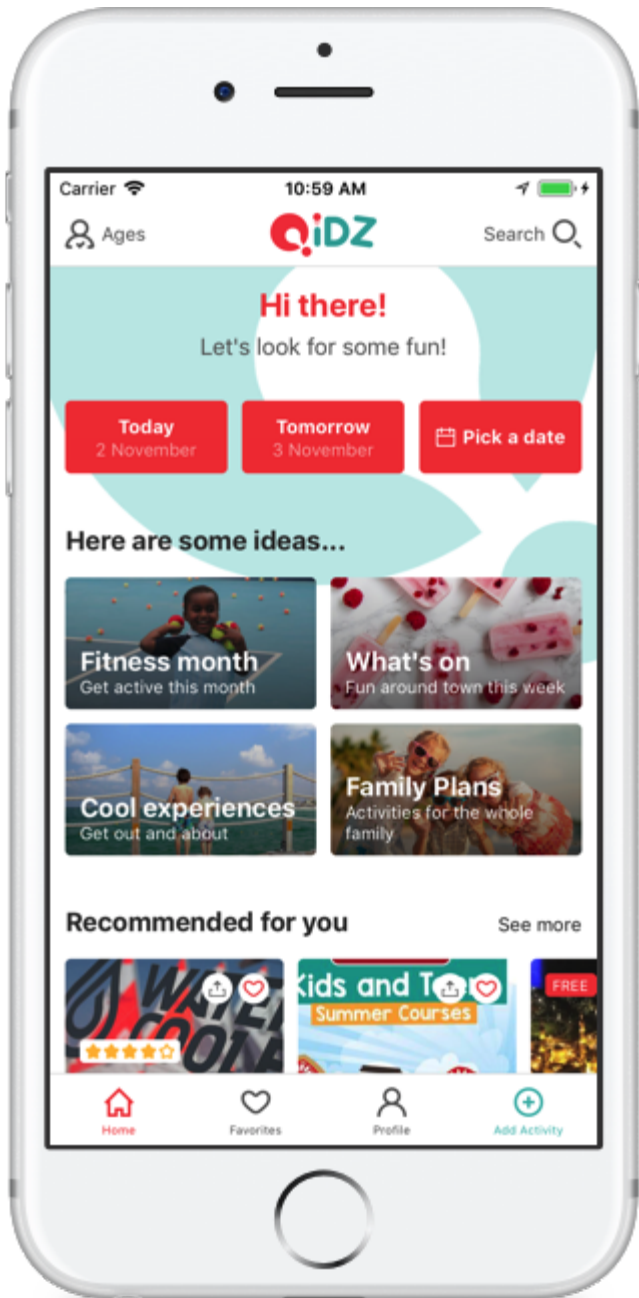 Carrier
10:59 AM
Ages
QiDZ
Search
Hi there!
Let's look for some fun!
Today
2 November
Tomorrow
3 November
Pick a date
Here are some ideas...
Fitness month
Get active this month
What's on
Fun around town this week
Cool experiences
Get out and about
Family Plans
Activities for the whole
family
Recommended for you
See more
WATER
COOLE
Kids and Teen
Summer Courses
FREE
Home
Favorites
Profile
Add Activity